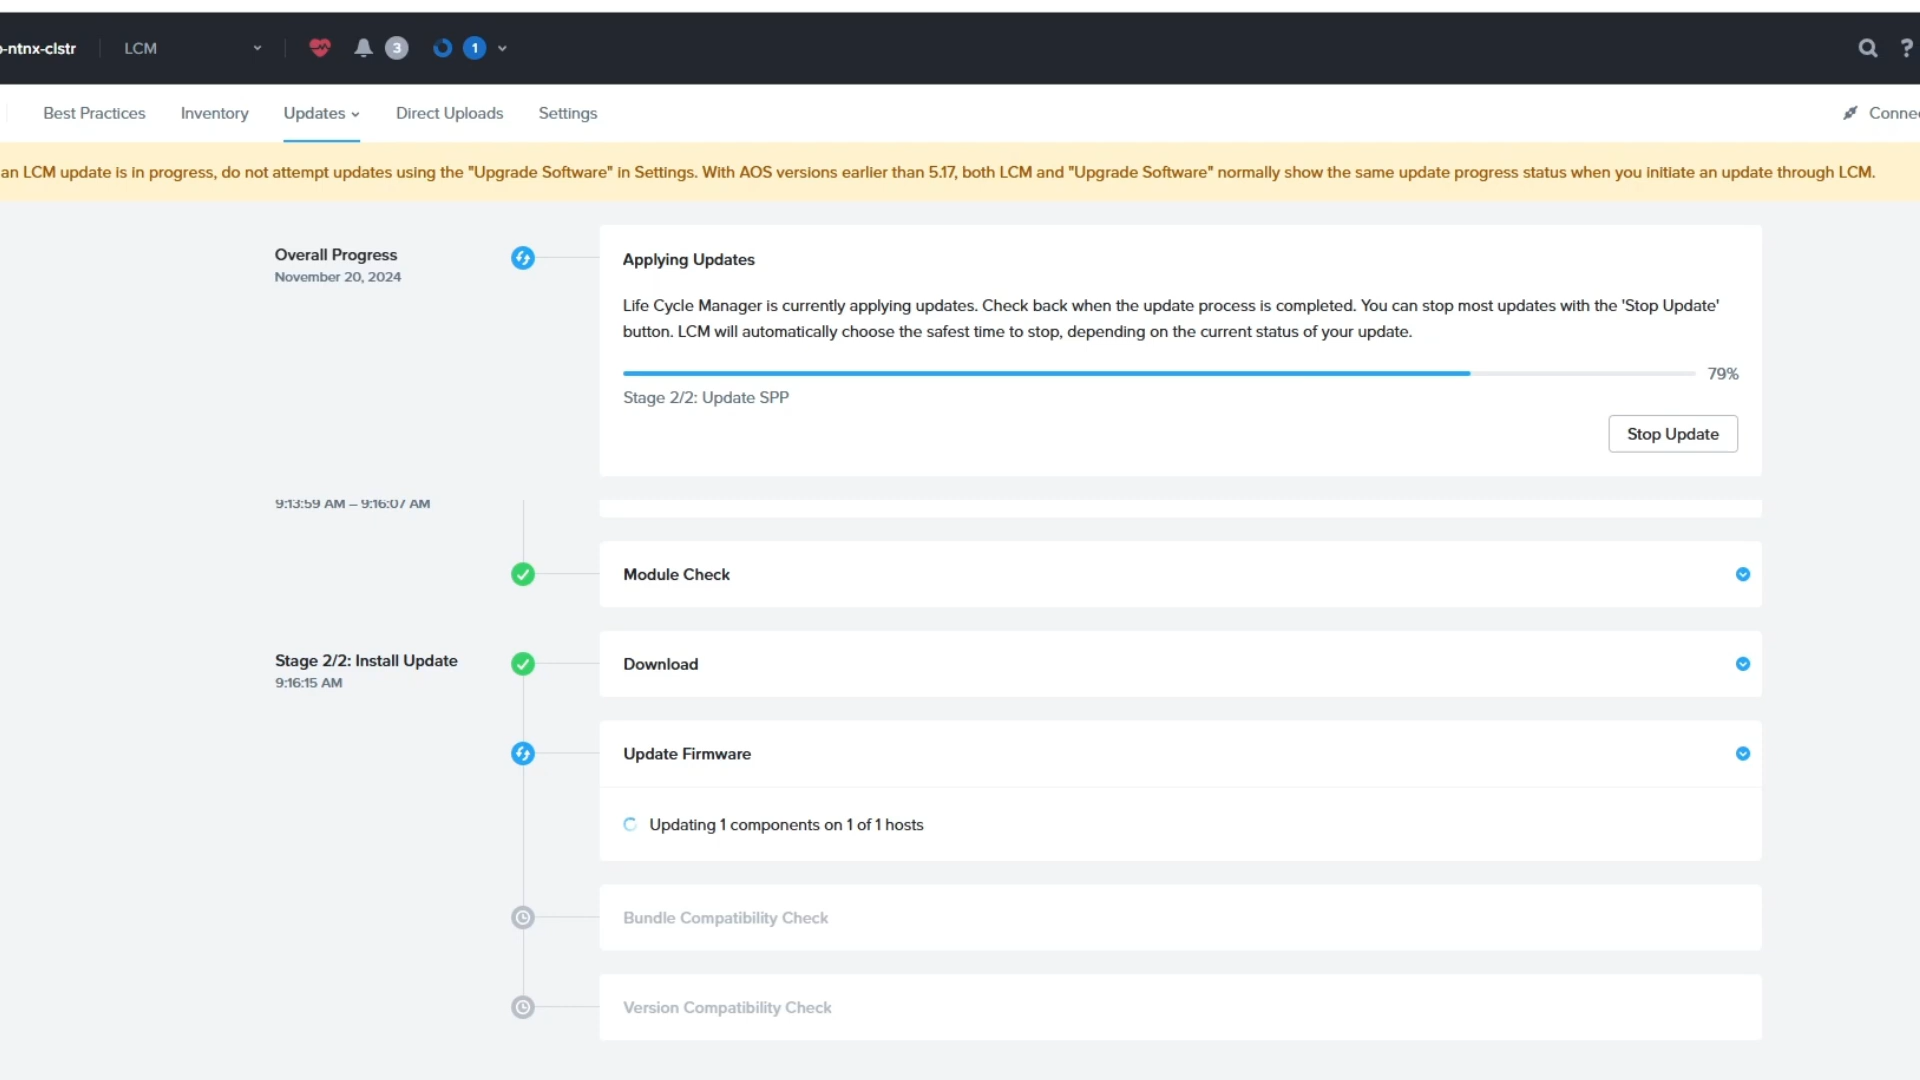 -ntnx-clstr
LCM
3
1
?
Best Practices
Inventory
Updates
Direct Uploads
Settings
an LCM update is in progress, do not attempt updates using the "Upgrade Software" in Settings. With AOS versions earlier than 5.17, both LCM and "Upgrade Software" normally show the same update progress status when you initiate an update through LCM.
Overall Progress
November 20, 2024
Applying Updates
Life Cycle Manager is currently applying updates. Check back when the update process is completed. You can stop most updates with the 'Stop Update'
button. LCM will automatically choose the safest time to stop, depending on the current status of your update.
79%
Stage 2/2: Update SPP
Stop Update
9:13:59 AM – 9:16:07 AM
Module Check
Stage 2/2: Install Update
9:16:15 AM
Download
Update Firmware
Updating 1 components on 1 of 1 hosts
Bundle Compatibility Check
Version Compatibility Check